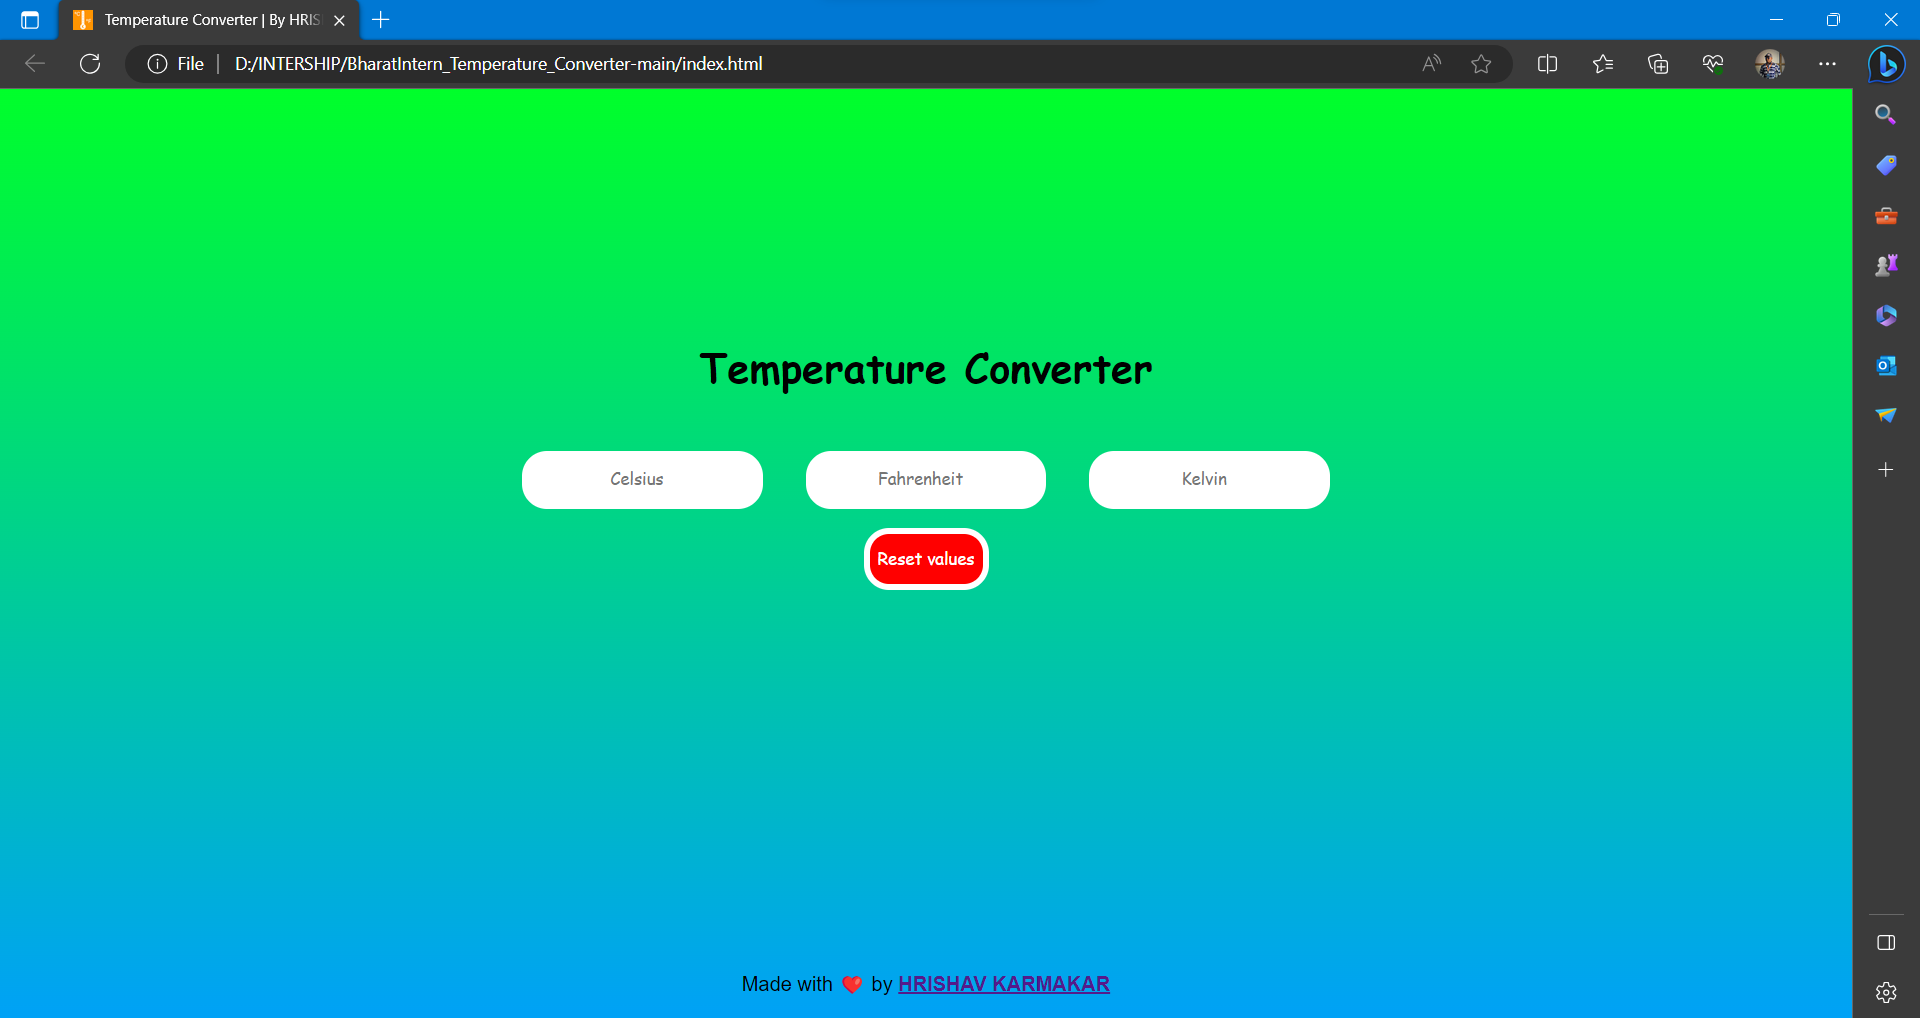 Temperature Converter | By HRIS
File
D:/INTERSHIP/BharatIntern_Temperature_Converter-main/index.html
Temperature Converter
Celsius
Fahrenheit
Kelvin
Reset values
Made with ❤️ by HRISHAV KARMAKAR